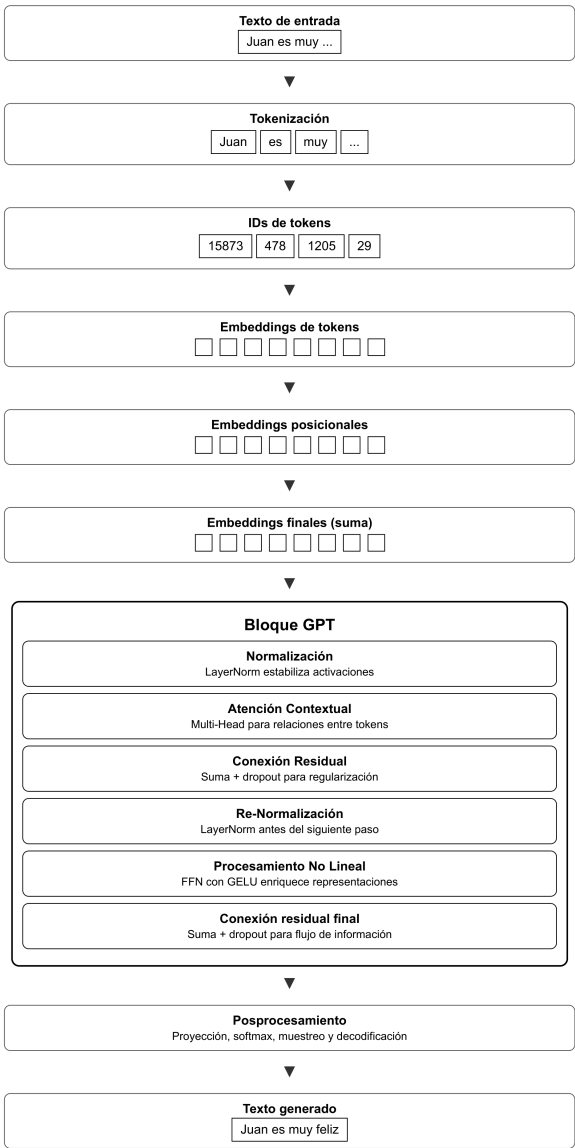 Texto de entrada
Juan es muy ...
Tokenización
Juan es muy ...
IDs de tokens
15873 478 1205 29
Embeddings de tokens
Embeddings posicionales
Embeddings finales (suma)
Bloque GPT
Normalización
LayerNorm estabiliza activaciones
Atención Contextual
Multi-Head para relaciones entre tokens
Conexión Residual
Suma + dropout para regularización
Re-Normalización
LayerNorm antes del siguiente paso
Procesamiento No Lineal
FFN con GELU enriquece representaciones
Conexión residual final
Suma + dropout para flujo de información
Posprocesamiento
Proyección, softmax, muestreo y decodificación
Texto generado
Juan es muy feliz